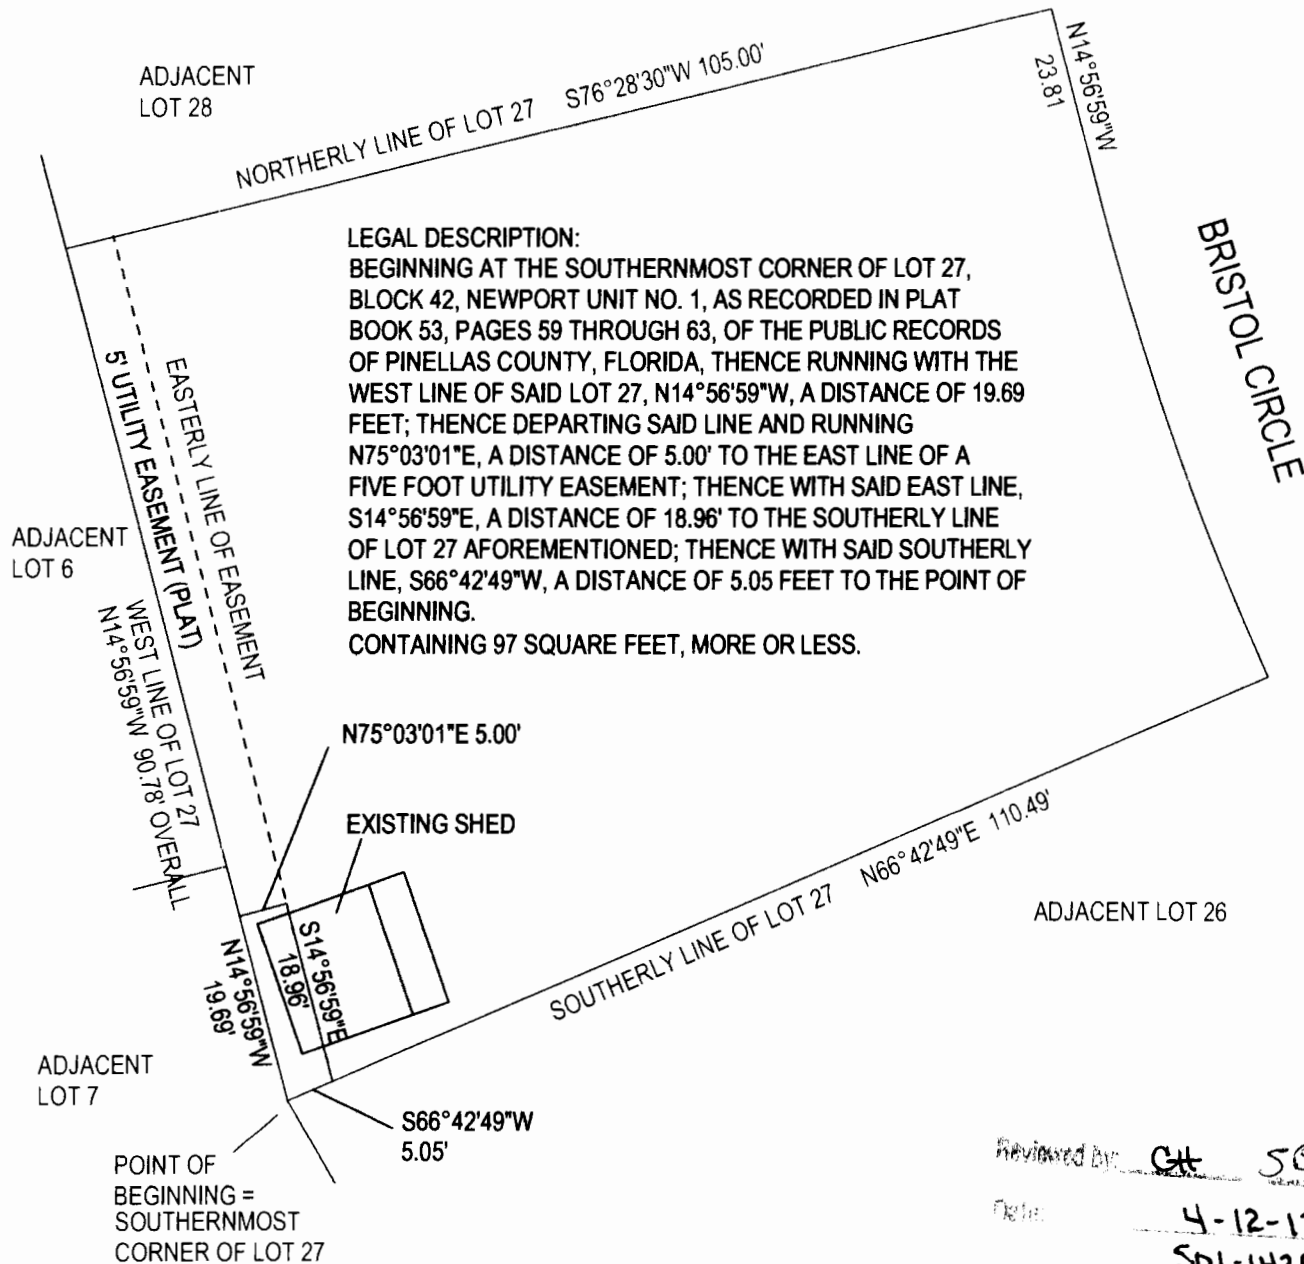 ADJACENT
LOT 28
NORTHERLY LINE OF LOT 27 S76°28'30"W 105.00'
N14°56'59"W
23.81
BRISTOL CIRCLE
LEGAL DESCRIPTION:
BEGINNING AT THE SOUTHERNMOST CORNER OF LOT 27,
BLOCK 42, NEWPORT UNIT NO. 1, AS RECORDED IN PLAT
BOOK 53, PAGES 59 THROUGH 63, OF THE PUBLIC RECORDS
OF PINELLAS COUNTY, FLORIDA, THENCE RUNNING WITH THE
WEST LINE OF SAID LOT 27, N14°56'59"W, A DISTANCE OF 19.69
FEET; THENCE DEPARTING SAID LINE AND RUNNING
N75°03'01"E, A DISTANCE OF 5.00' TO THE EAST LINE OF A
FIVE FOOT UTILITY EASEMENT; THENCE WITH SAID EAST LINE,
S14°56'59"E, A DISTANCE OF 18.96' TO THE SOUTHERLY LINE
OF LOT 27 AFOREMENTIONED; THENCE WITH SAID SOUTHERLY
LINE, S66°42'49"W, A DISTANCE OF 5.05 FEET TO THE POINT OF
BEGINNING.
CONTAINING 97 SQUARE FEET, MORE OR LESS.
EASTERLY LINE OF EASEMENT
5' UTILITY EASEMENT (PLAT)
ADJACENT
LOT 6
WEST LINE OF LOT 27
N14°56'59"W 90.78' OVERALL
N75°03'01"E 5.00'
EXISTING SHED
S14°56'59"E
18.96'
N14°56'59"W
19.69'
SOUTHERLY LINE OF LOT 27 N66°42'49"E 110.49'
ADJACENT LOT 26
ADJACENT
LOT 7
S66°42'49"W
5.05'
POINT OF
BEGINNING =
SOUTHERNMOST
CORNER OF LOT 27
Reviewed by: GH
Date: 4-12-1